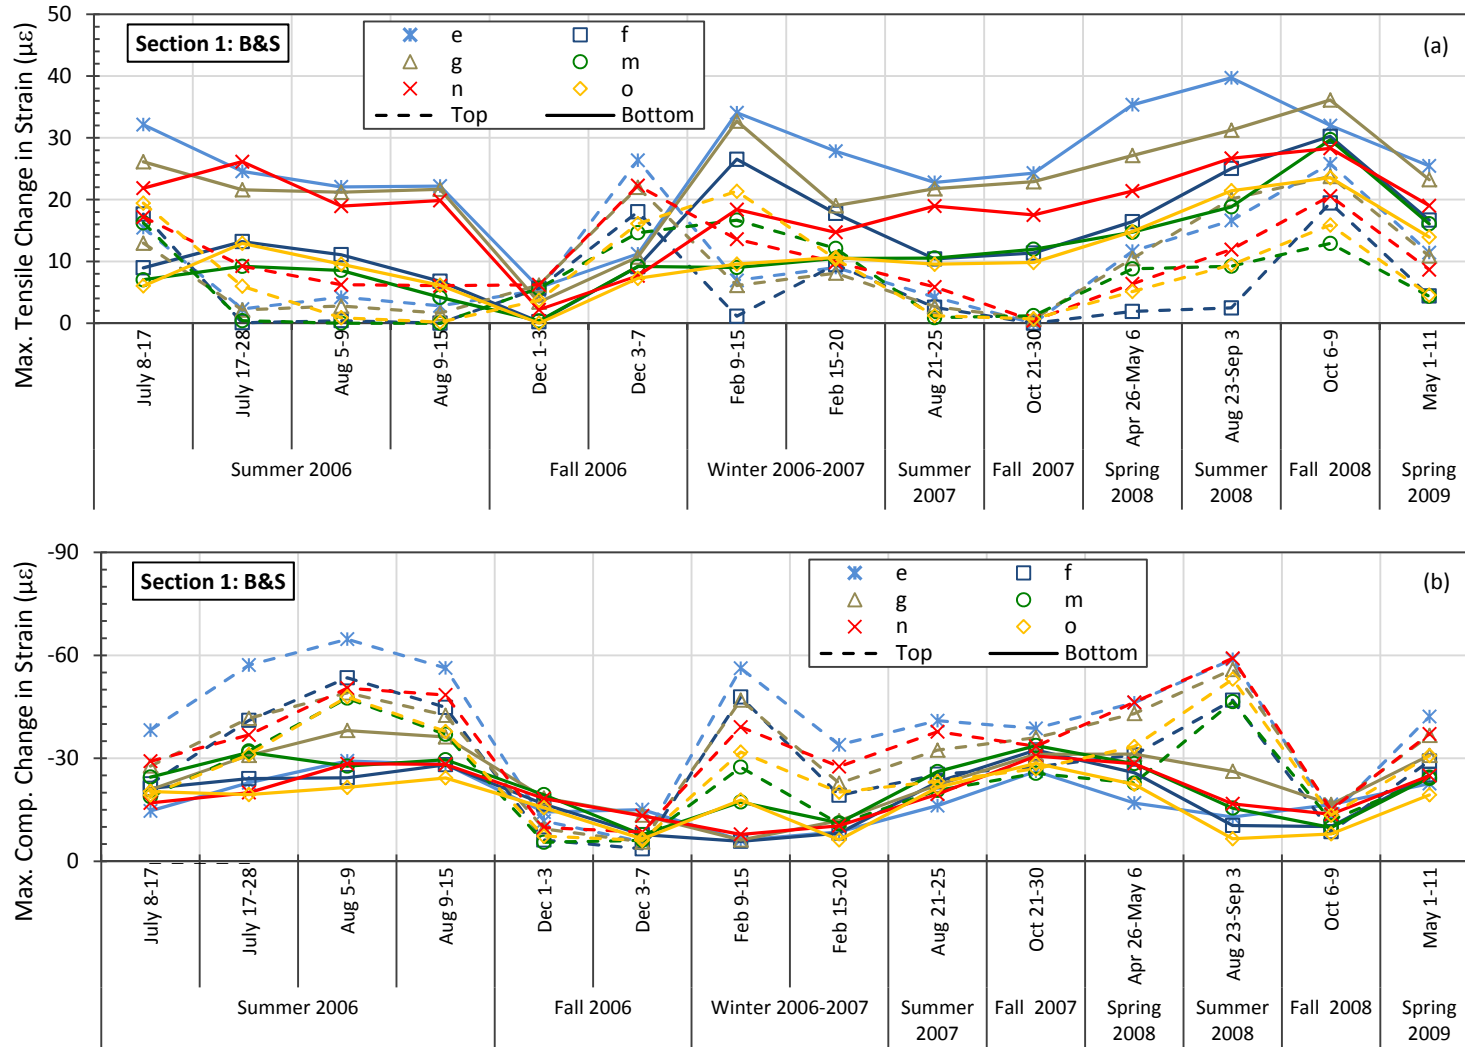 Max. Tensile Change in Strain (με)
50
40
30
20
10
0
Section 1: B&S
e
f
g
m
n
o
Top
Bottom
(a)
July 8-17
July 17-28
Aug 5-9
Aug 9-15
Dec 1-3
Dec 3-7
Feb 9-15
Feb 15-20
Aug 21-25
Oct 21-30
Apr 26-May 6
Aug 23-Sep 3
Oct 6-9
May 1-11
Summer 2006
Fall 2006
Winter 2006-2007
Summer
2007
Fall 2007
Spring
2008
Summer
2008
Fall 2008
Spring
2009
Max. Comp. Change in Strain (με)
-90
-60
-30
0
Section 1: B&S
e
f
g
m
n
o
Top
Bottom
(b)
July 8-17
July 17-28
Aug 5-9
Aug 9-15
Dec 1-3
Dec 3-7
Feb 9-15
Feb 15-20
Aug 21-25
Oct 21-30
Apr 26-May 6
Aug 23-Sep 3
Oct 6-9
May 1-11
Summer 2006
Fall 2006
Winter 2006-2007
Summer
2007
Fall 2007
Spring
2008
Summer
2008
Fall 2008
Spring
2009